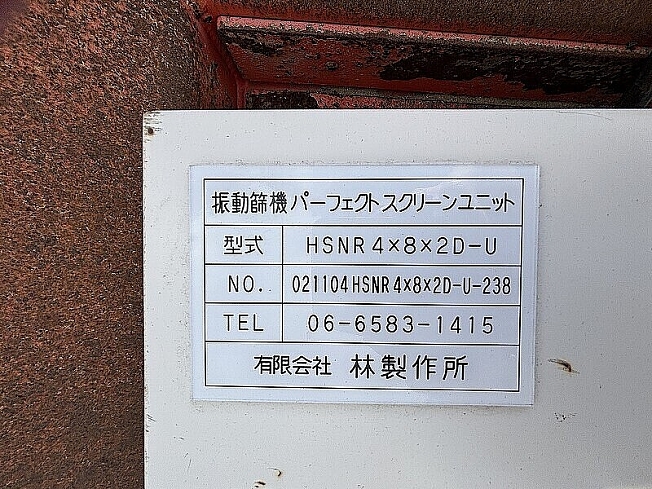 振動篩機パーフェクトスクリーンユニット
型式 HSNR4×8×2D-U
NO. 021104HSNR4×8×2D-U-238
TEL 06-6583-1415
有限会社 林製作所